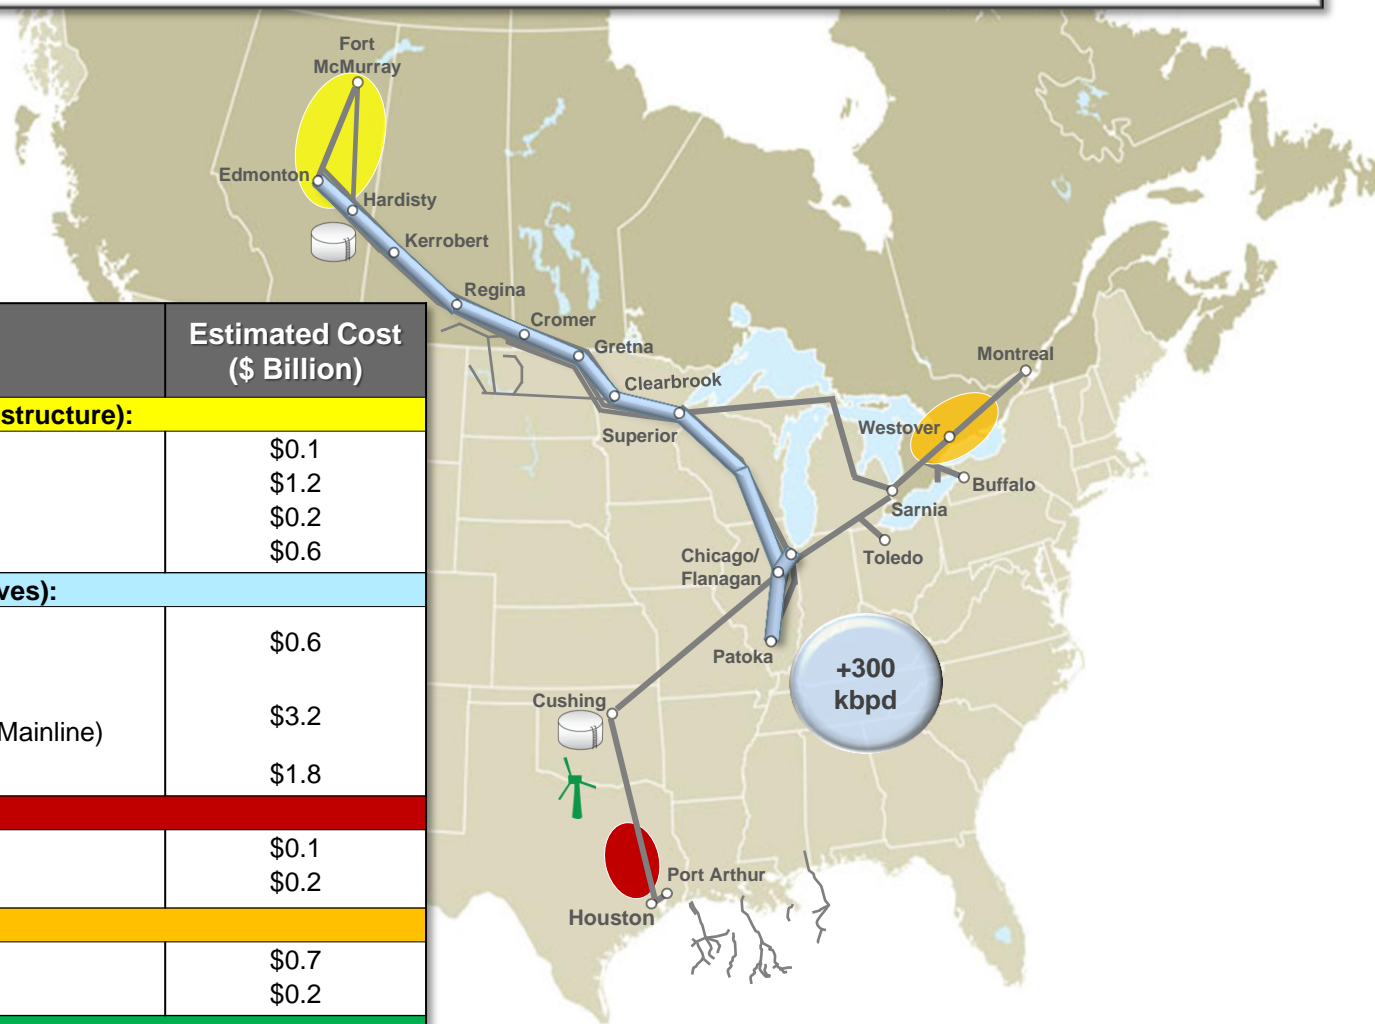 Fort
McMurray
Edmonton
Hardisty
Kerrobert
Regina
Cromer
Gretna
Clearbrook
Superior
Montreal
Westover
Buffalo
Sarnia
Toledo
Chicago/
Flanagan
Patoka
+300
kbpd
Cushing
Port Arthur
Houston
Estimated Cost
($ Billion)
structure):
$0.1
$1.2
$0.2
$0.6
ves):
$0.6
$3.2
Mainline)
$1.8
$0.1
$0.2
$0.7
$0.2